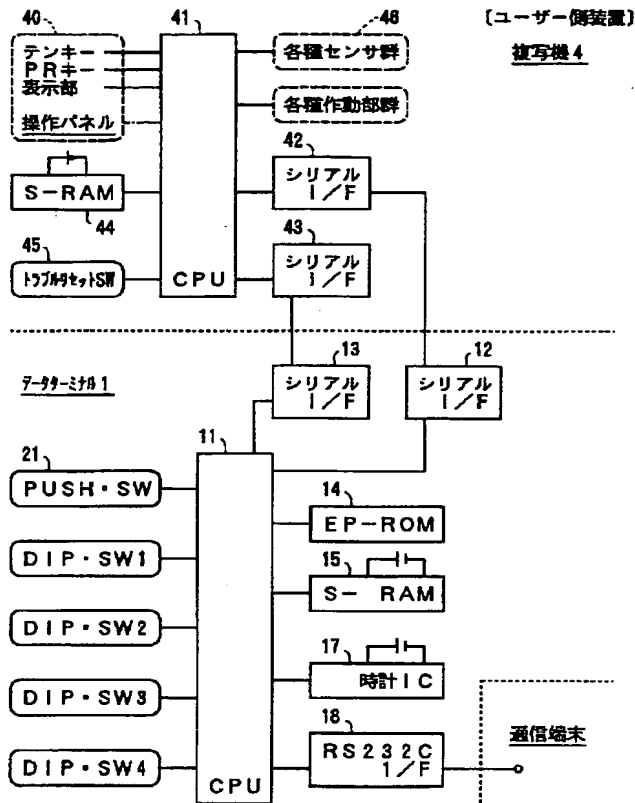 〔ユーザー側装置〕
複写機4
40
41
46
テンキー
PRキー
表示部
操作パネル
各種センサ群
各種作動部群
42
シリアル
I/F
S-RAM
44
43
シリアル
I/F
45
トラブルリセットSW
CPU
データターミナル1
13
シリアル
I/F
12
シリアル
I/F
11
21
PUSH・SW
14
EP-ROM
DIP・SW1
15
S- RAM
DIP・SW2
17
時計IC
DIP・SW3
18
RS232C
I/F
通信端末
DIP・SW4
CPU